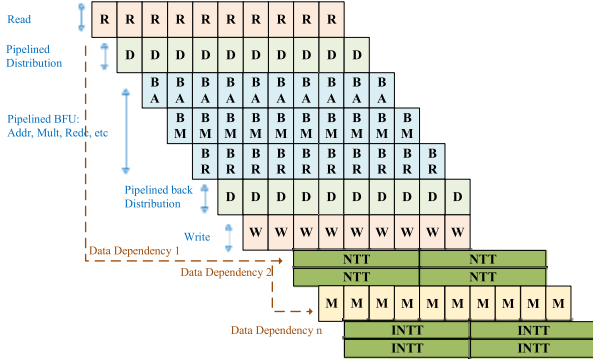 Read
R R R R R R R R R R
Pipelined
Distribution
D D D D D D D D D D
B B B B B B B B B B
A A A A A A A A A A
Pipelined BFU:
Addr, Mult, Redc, etc
B B B B B B B B B B
M M M M M M M M M M
B B B B B B B B B B
R R R R R R R R R R
Pipelined back
Distribution
D D D D D D D D D D
Write
W W W W W W W W W
Data Dependency 1
NTT NTT
Data Dependency 2
NTT NTT
M M M M M M M M M M
Data Dependency n
INTT INTT
INTT INTT